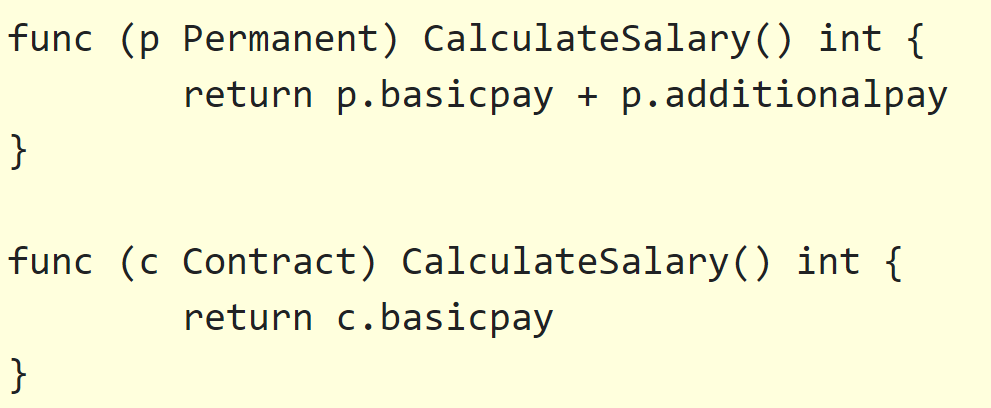 func (p Permanent) CalculateSalary() int {
        return p.basicpay + p.additionalpay
}

func (c Contract) CalculateSalary() int {
        return c.basicpay
}